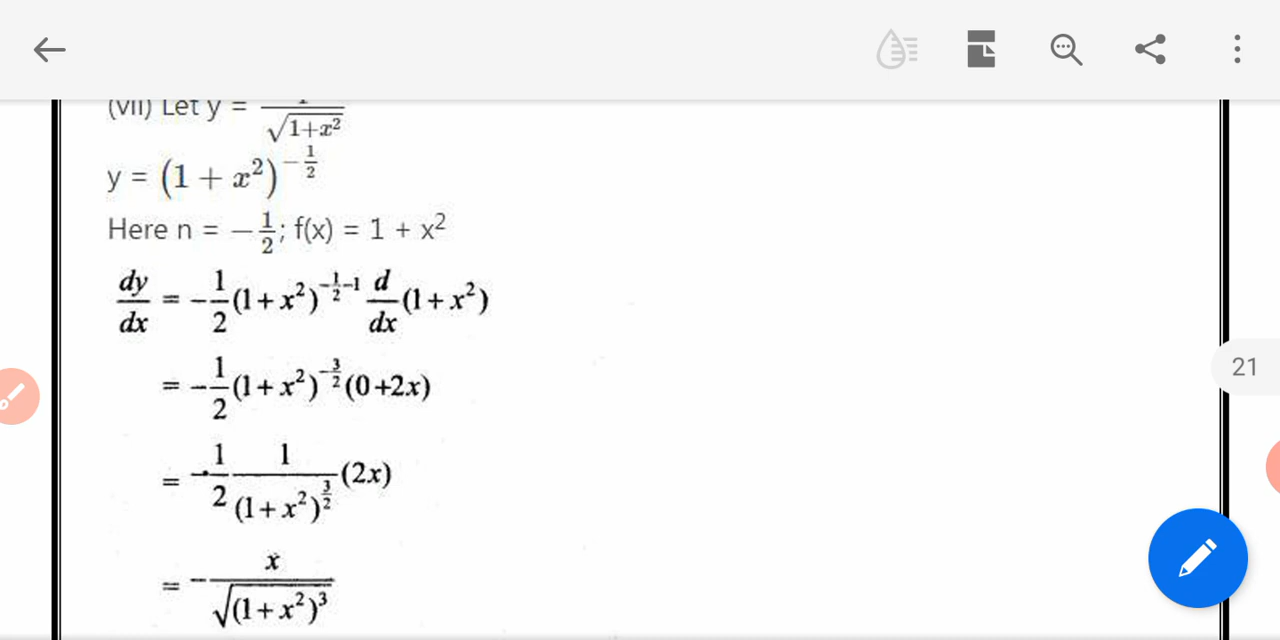 (vii) Let y = 1/√(1+x²)
y = (1 + x²)^(-1/2)
Here n = -1/2; f(x) = 1 + x²
dy/dx = -1/2(1+x²)^(-1/2-1) d/dx(1+x²)
= -1/2(1+x²)^(-3/2)(0+2x)
= -1/2 1/(1+x²)^(3/2)(2x)
21
= -x/√((1+x²)³)